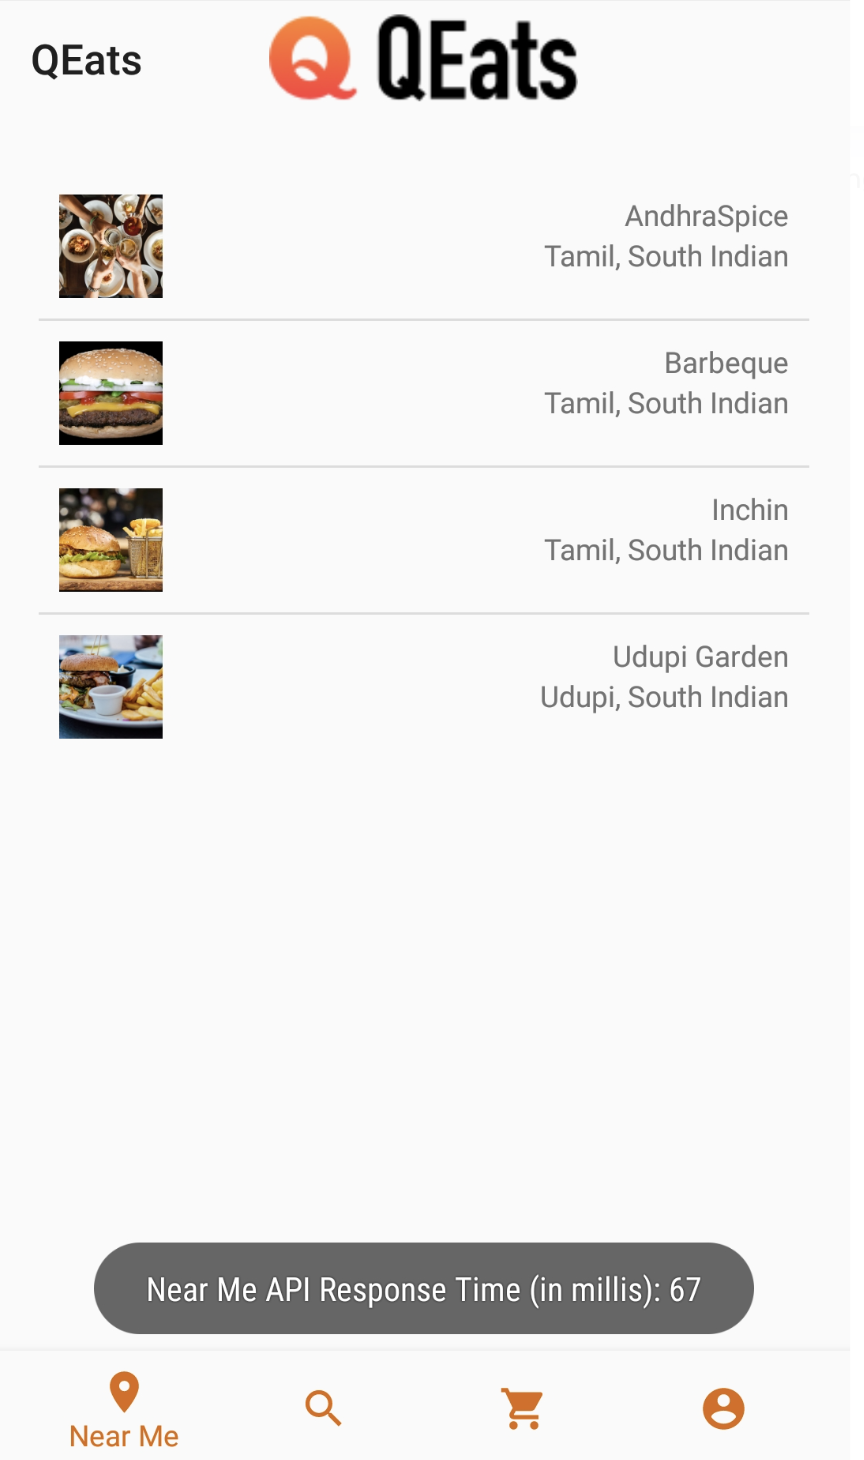 QEats
QEats
AndhraSpice
Tamil, South Indian
Barbeque
Tamil, South Indian
Inchin
Tamil, South Indian
Udupi Garden
Udupi, South Indian
Near Me API Response Time (in millis): 67
Near Me